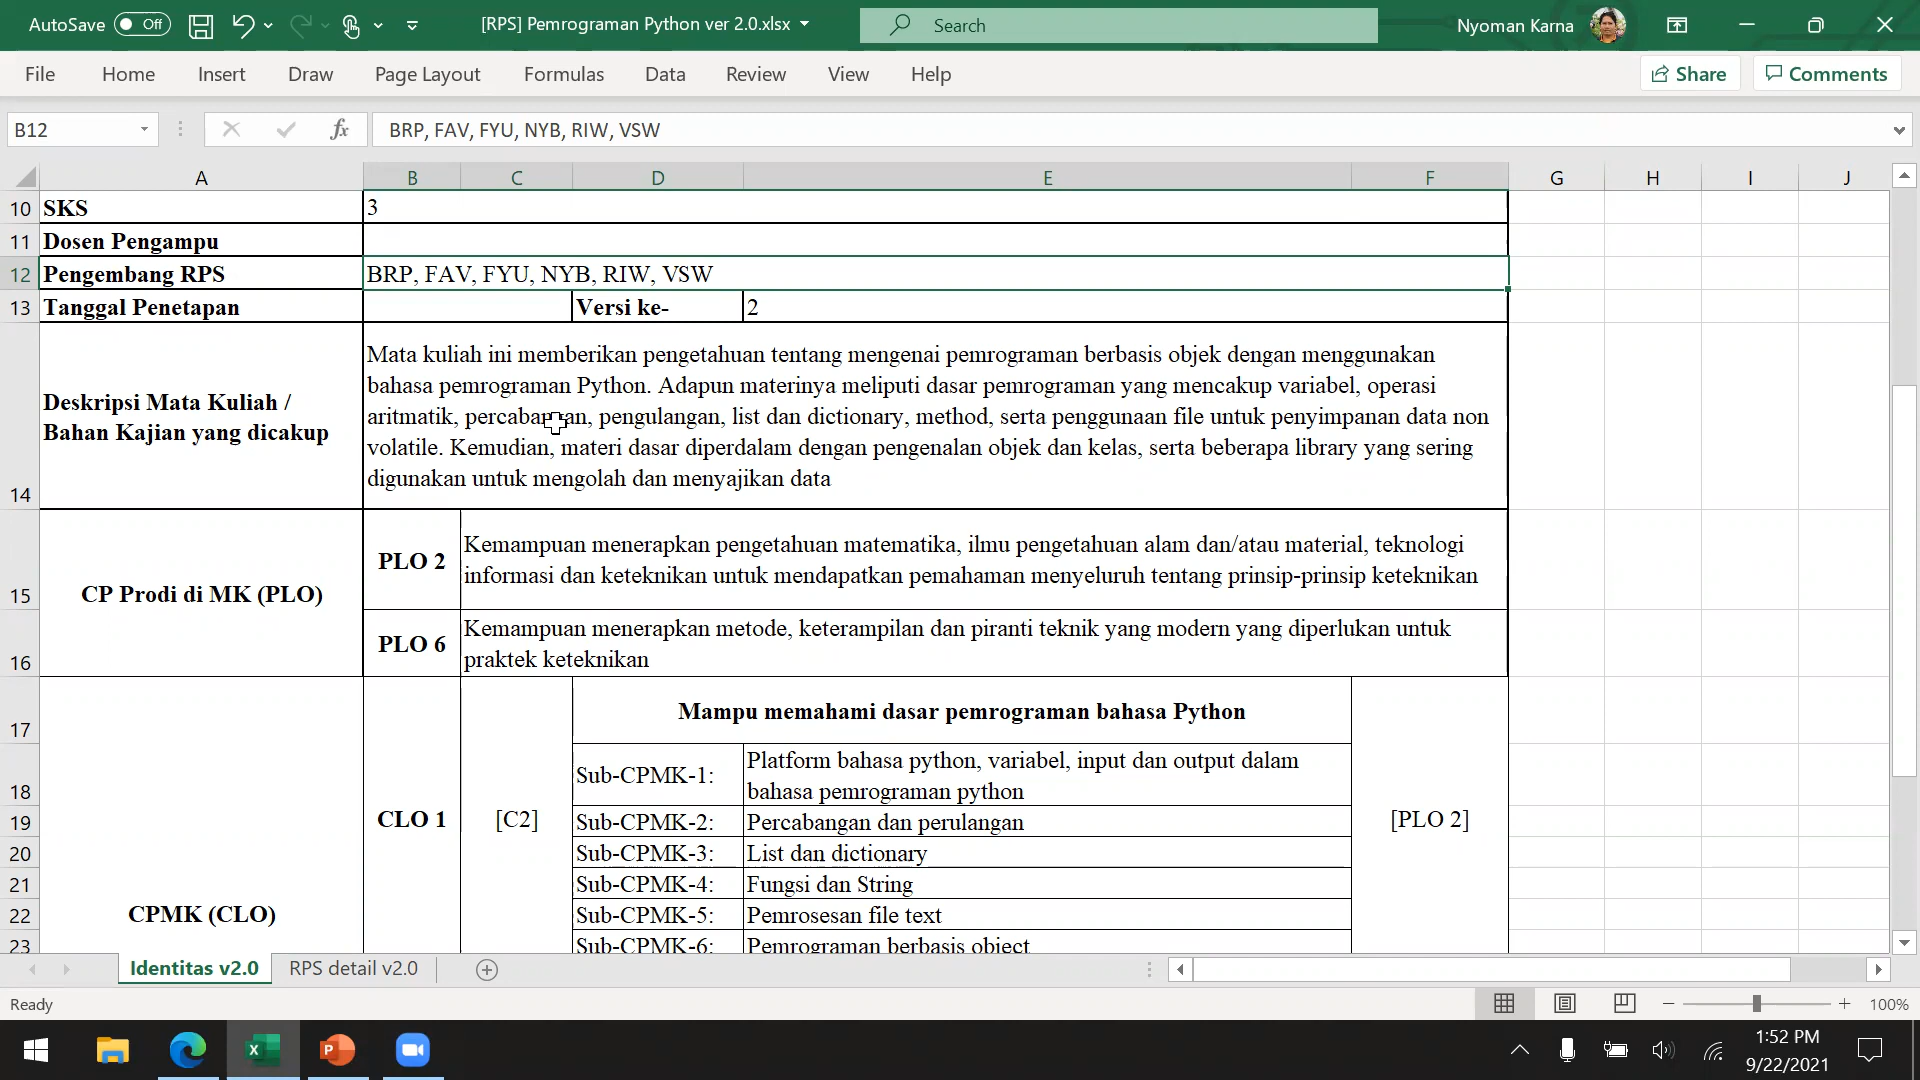 AutoSave Off [RPS] Pemrograman Python ver 2.0.xlsx Search Nyoman Karna
File Home Insert Draw Page Layout Formulas Data Review View Help Share Comments
B12 fx BRP, FAV, FYU, NYB, RIW, VSW
A B C D E F G H I J
10 SKS 3
11 Dosen Pengampu
12 Pengembang RPS BRP, FAV, FYU, NYB, RIW, VSW
13 Tanggal Penetapan Versi ke- 2
Mata kuliah ini memberikan pengetahuan tentang mengenai pemrograman berbasis objek dengan menggunakan
bahasa pemrograman Python. Adapun materinya meliputi dasar pemrograman yang mencakup variabel, operasi
aritmatik, percabangan, pengulangan, list dan dictionary, method, serta penggunaan file untuk penyimpanan data non
volatile. Kemudian, materi dasar diperdalam dengan pengenalan objek dan kelas, serta beberapa library yang sering
digunakan untuk mengolah dan menyajikan data
Deskripsi Mata Kuliah /
Bahan Kajian yang dicakup
14
CP Prodi di MK (PLO)
PLO 2
Kemampuan menerapkan pengetahuan matematika, ilmu pengetahuan alam dan/atau material, teknologi
informasi dan keteknikan untuk mendapatkan pemahaman menyeluruh tentang prinsip-prinsip keteknikan
15
PLO 6
Kemampuan menerapkan metode, keterampilan dan piranti teknik yang modern yang diperlukan untuk
praktek keteknikan
16
17 Mampu memahami dasar pemrograman bahasa Python
Sub-CPMK-1: Platform bahasa python, variabel, input dan output dalam
bahasa pemrograman python
18
CLO 1 [C2] [PLO 2]
19 Sub-CPMK-2: Percabangan dan perulangan
20 Sub-CPMK-3: List dan dictionary
21 Sub-CPMK-4: Fungsi dan String
22 Sub-CPMK-5: Pemrosesan file text
CPMK (CLO)
23 Sub-CPMK-6: Pemrograman berbasis object
Identitas v2.0 RPS detail v2.0
Ready 100%
1:52 PM
9/22/2021